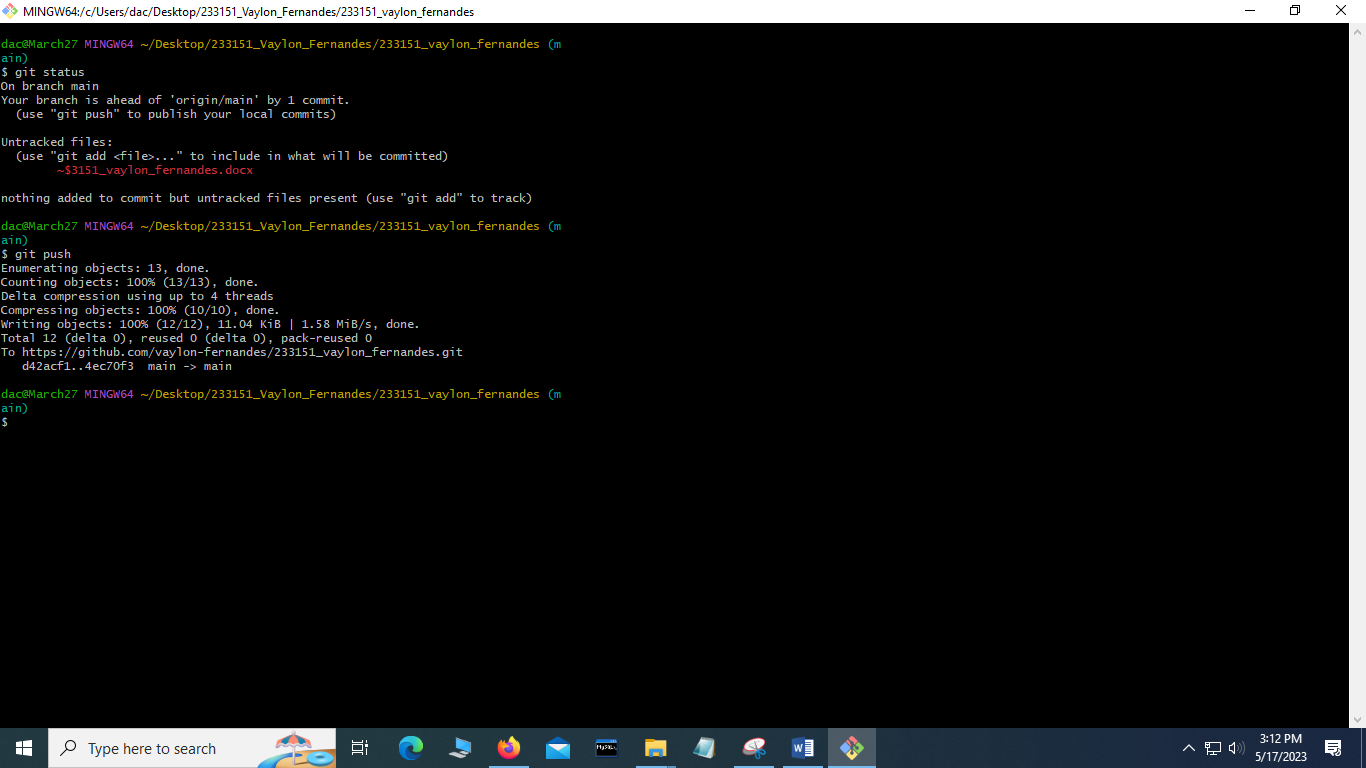 MINGW64:/c/Users/dac/Desktop/233151_Vaylon_Fernandes/233151_vaylon_fernandes
dac@March27 MINGW64 ~/Desktop/233151_Vaylon_Fernandes/233151_vaylon_fernandes (m
ain)
$ git status
On branch main
Your branch is ahead of 'origin/main' by 1 commit.
  (use "git push" to publish your local commits)
Untracked files:
  (use "git add <file>..." to include in what will be committed)
        ~$3151_vaylon_fernandes.docx
nothing added to commit but untracked files present (use "git add" to track)
dac@March27 MINGW64 ~/Desktop/233151_Vaylon_Fernandes/233151_vaylon_fernandes (m
ain)
$ git push
Enumerating objects: 13, done.
Counting objects: 100% (13/13), done.
Delta compression using up to 4 threads
Compressing objects: 100% (10/10), done.
Writing objects: 100% (12/12), 11.04 KiB | 1.58 MiB/s, done.
Total 12 (delta 0), reused 0 (delta 0), pack-reused 0
To https://github.com/vaylon-fernandes/233151_vaylon_fernandes.git
   d42acf1..4ec70f3  main -> main
dac@March27 MINGW64 ~/Desktop/233151_Vaylon_Fernandes/233151_vaylon_fernandes (m
ain)
$
Type here to search
3:12 PM
5/17/2023